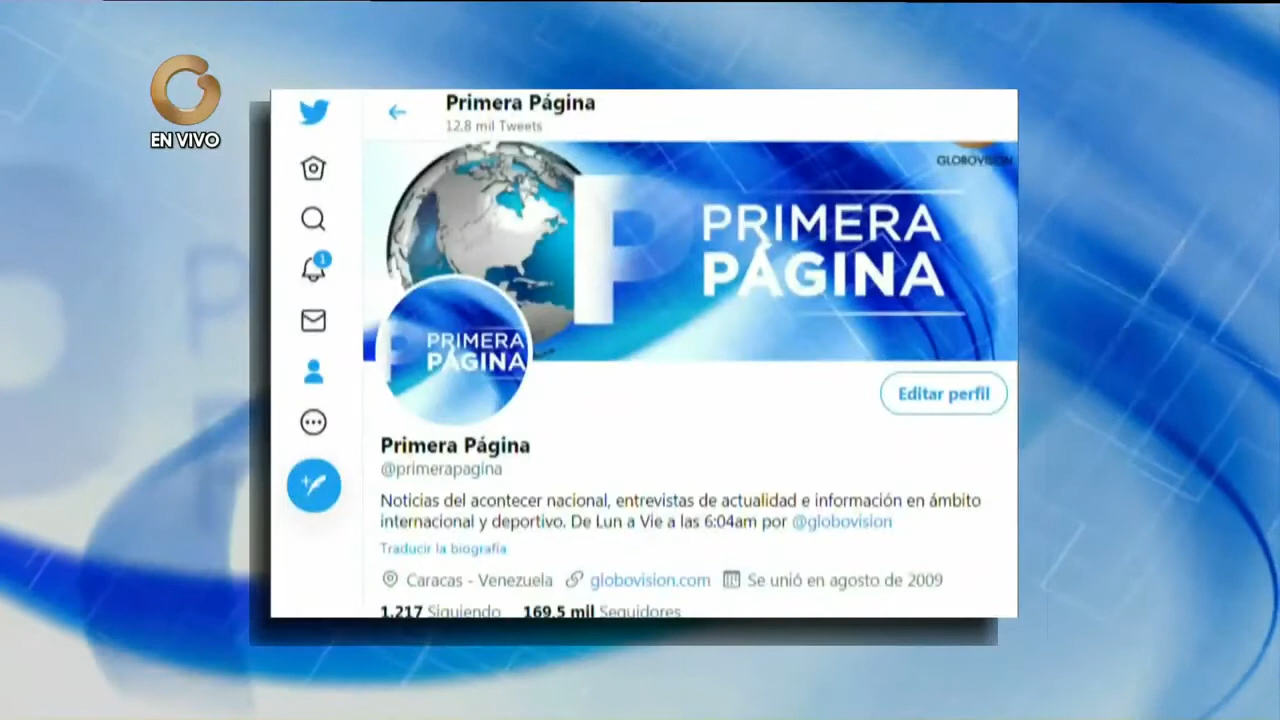 EN VIVO
Primera Página
12,8 mil Tweets
GLOBOVISION
PRIMERA
PÁGINA
1
P
PRIMERA
PÁGINA
Editar perfil
Primera Página
@primerapagina
Noticias del acontecer nacional, entrevistas de actualidad e información en ámbito
internacional y deportivo. De Lun a Vie a las 6:04am por @globovision
Traducir la biografía
Caracas - Venezuela globovision.com Se unió en agosto de 2009
1.217 Siguiendo 169,5 mil Seguidores